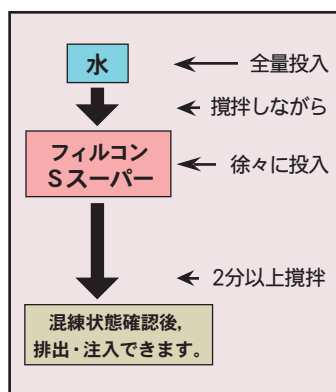 水
全量投入
攪拌しながら
フィルコン
Sスーパー
徐々に投入
2分以上攪拌
混練状態確認後,
排出・注入できます。